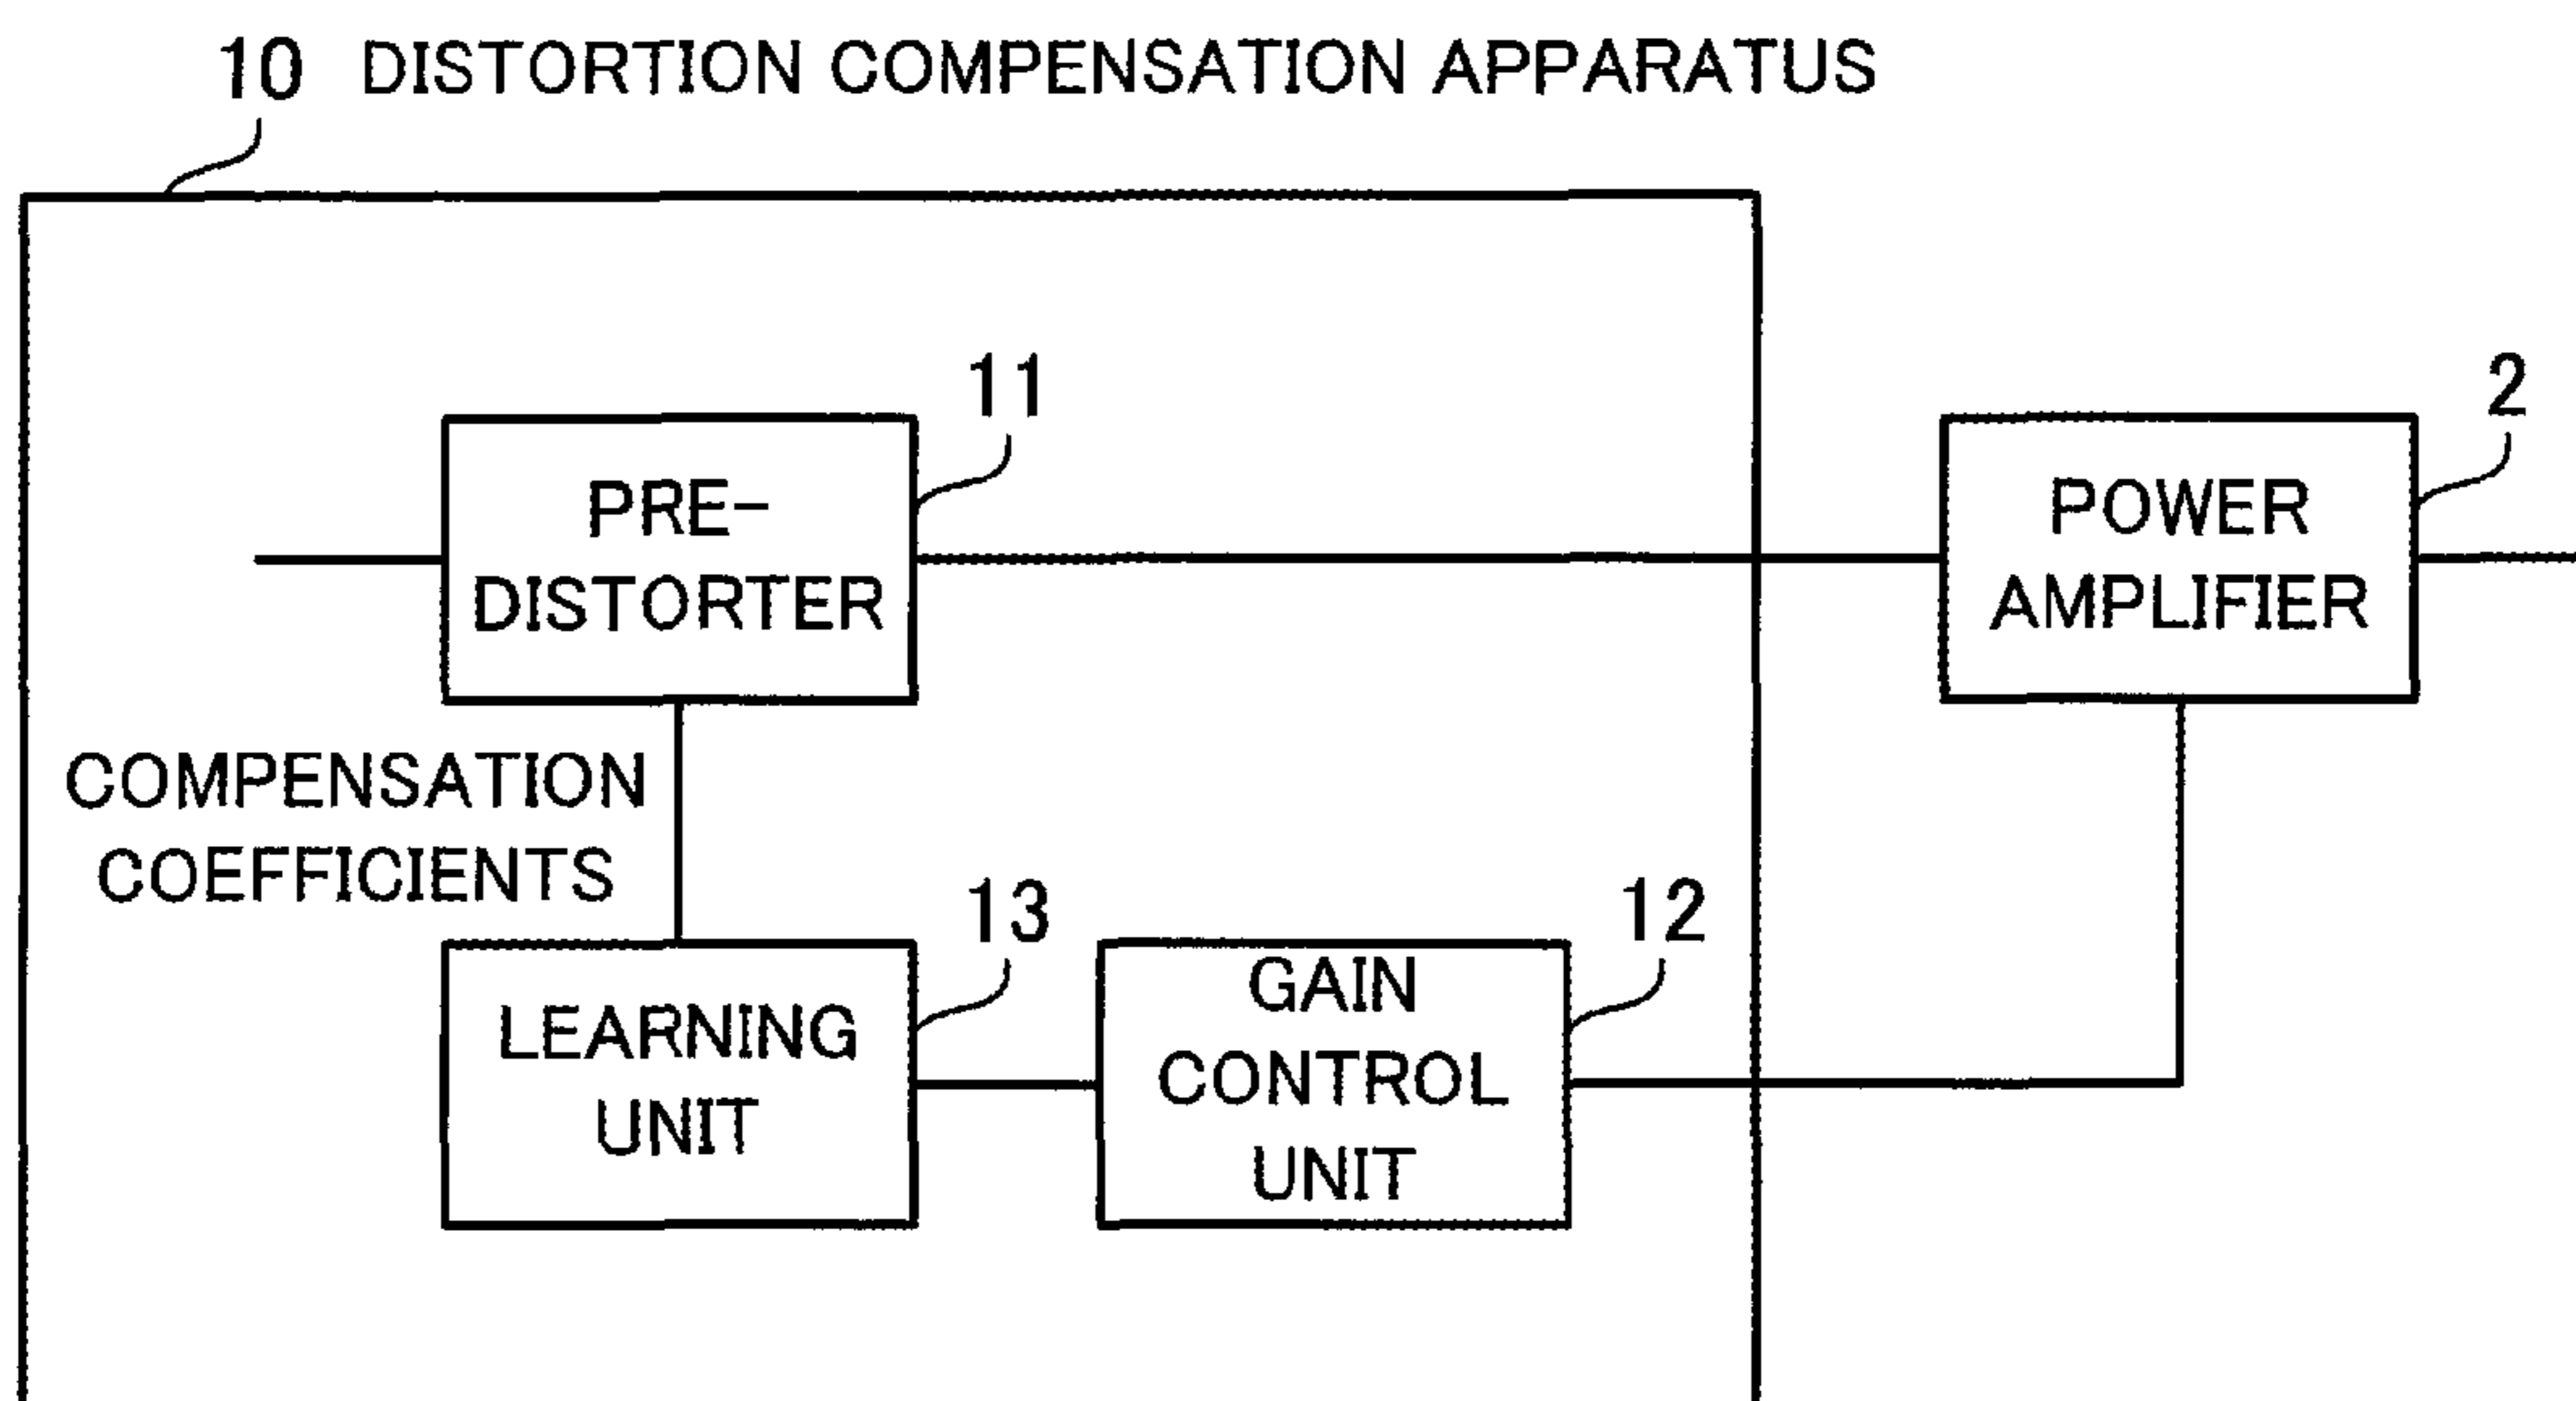 10 DISTORTION COMPENSATION APPARATUS
11
PRE-
DISTORTER
2
POWER
AMPLIFIER
COMPENSATION
COEFFICIENTS
13
LEARNING
UNIT
12
GAIN
CONTROL
UNIT